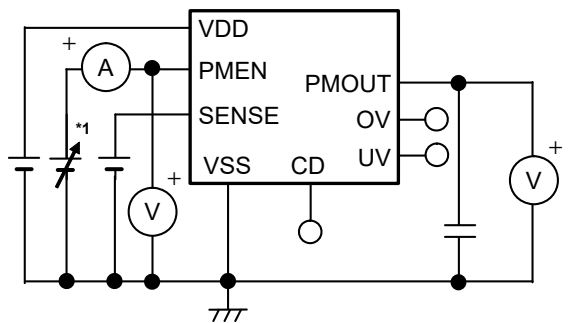 VDD
+
A
PMEN
PMOUT
*1
SENSE
OV
VSS
CD
UV
+
V
+
V